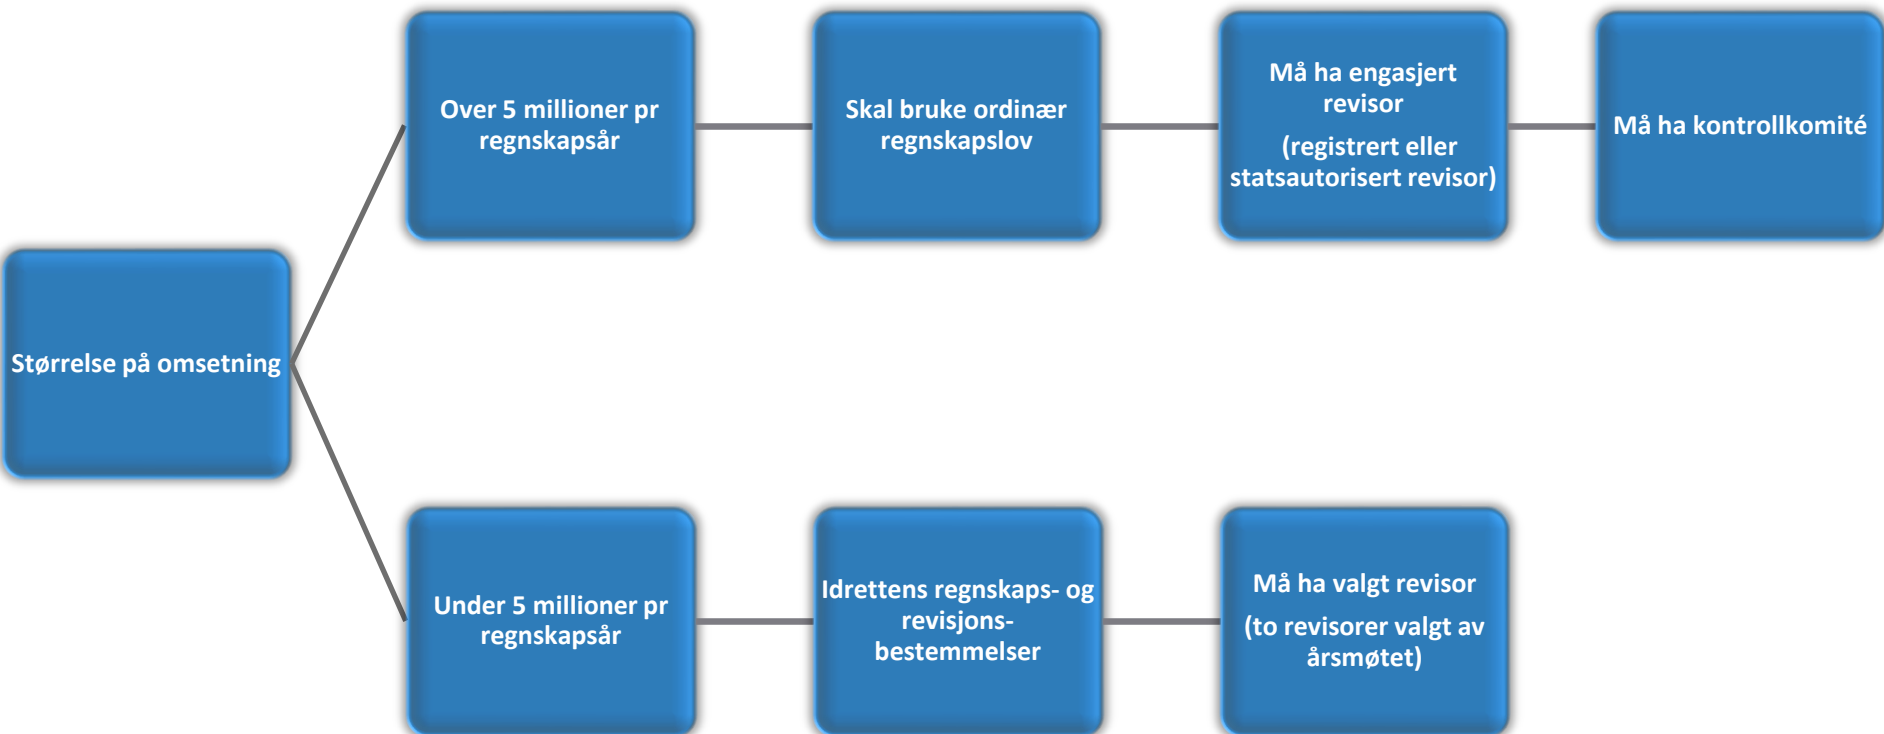 Størrelse på omsetning
Over 5 millioner pr
regnskapsår
Skal bruke ordinær
regnskapslov
Må ha engasjert
revisor
(registrert eller
statsautorisert revisor)
Må ha kontrollkomité
Under 5 millioner pr
regnskapsår
Idrettens regnskaps- og
revisjons-
bestemmelser
Må ha valgt revisor
(to revisorer valgt av
årsmøtet)